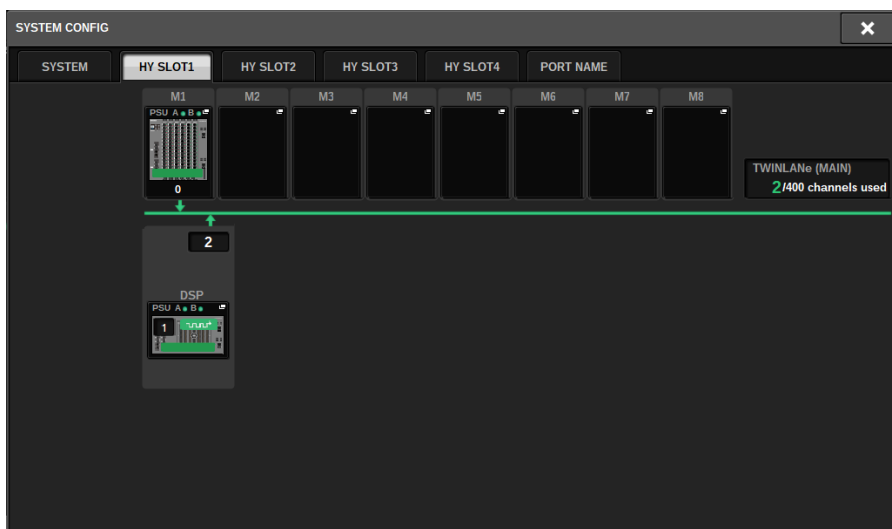 SYSTEM CONFIG
SYSTEM HY SLOT1 HY SLOT2 HY SLOT3 HY SLOT4 PORT NAME
M1 M2 M3 M4 M5 M6 M7 M8
PSU A B
0
TWINLANe (MAIN)
2/400 channels used
2
DSP
PSU A B
1